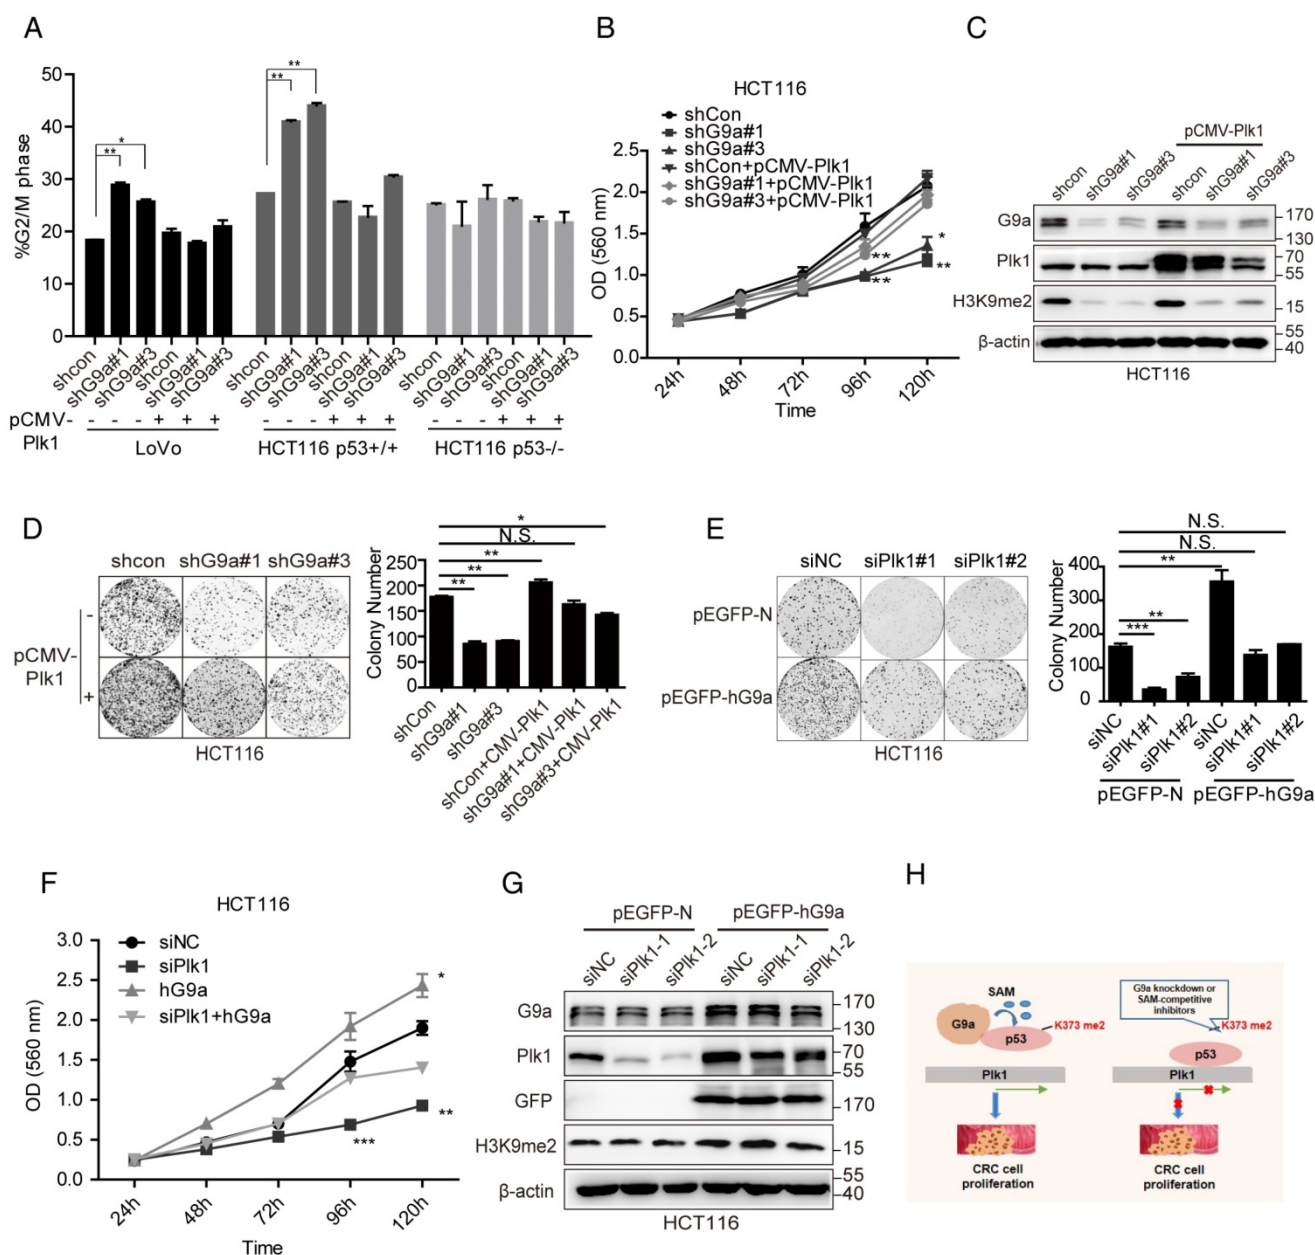 A
%G2/M phase
50
40
30
20
10
0
**
*
**
**
shcon
shG9a#1
shG9a#3
shCon
shG9a#1
shG9a#3
shcon
shG9a#1
shG9a#3
shCon
shG9a#1
shG9a#3
shcon
shG9a#1
shG9a#3
shCon
shG9a#1
shG9a#3
pCMV-
Plk1
- - - + + + - - - + + + - - - + + +
LoVo
HCT116 p53+/+
HCT116 p53-/-
B
HCT116
shCon
shG9a#1
shG9a#3
shCon+pCMV-Plk1
shG9a#1+pCMV-Plk1
shG9a#3+pCMV-Plk1
OD (560 nm)
2.5
2.0
1.5
1.0
0.5
0.0
**
**
*
**
24h
48h
72h
96h
120h
Time
C
pCMV-Plk1
shcon
shG9a#1
shG9a#3
shcon
shG9a#1
shG9a#3
G9a
170
130
Plk1
70
55
H3K9me2
15
β-actin
55
40
HCT116
D
shcon shG9a#1 shG9a#3
pCMV-
Plk1
-
+
HCT116
Colony Number
250
200
150
100
50
0
*
N.S.
**
**
**
shCon
shG9a#1
shG9a#3
shCon+CMV-Plk1
shG9a#1+CMV-Plk1
shG9a#3+CMV-Plk1
E
siNC siPlk1#1 siPlk1#2
pEGFP-N
pEGFP-hG9a
HCT116
Colony Number
400
300
200
100
0
N.S.
N.S.
**
**
***
siNC
siPlk1#1
siPlk1#2
siNC
siPlk1#1
siPlk1#2
pEGFP-N
pEGFP-hG9a
F
HCT116
siNC
siPlk1
hG9a
siPlk1+hG9a
OD (560 nm)
3.0
2.5
2.0
1.5
1.0
0.5
0.0
*
**
***
24h
48h
72h
96h
120h
Time
G
pEGFP-N pEGFP-hG9a
siNC
siPlk1-1
siPlk1-2
siNC
siPlk1-1
siPlk1-2
G9a
170
130
Plk1
70
55
GFP
170
H3K9me2
15
β-actin
55
40
HCT116
H
SAM
G9a
p53
K373 me2
Plk1
CRC cell
proliferation
G9a knockdown or
SAM-competitive
inhibitors
K373 me2
p53
Plk1
CRC cell
proliferation